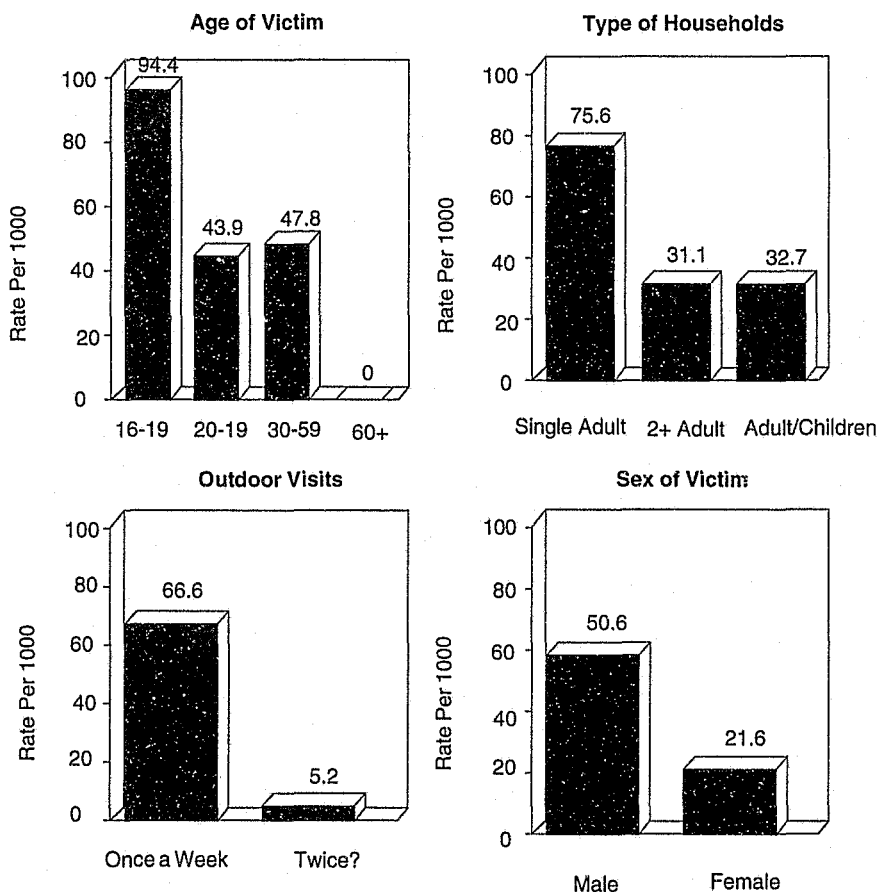 Age of Victim
Rate Per 1000
100
80
60
40
20
0
94.4
43.9
47.8
0
16-19
20-19
30-59
60+
Type of Households
Rate Per 1000
100
80
60
40
20
0
75.6
31.1
32.7
Single Adult
2+ Adult
Adult/Children
Outdoor Visits
Rate Per 1000
100
80
60
40
20
0
66.6
5.2
Once a Week
Twice?
Sex of Victim
Rate Per 1000
100
80
60
40
20
0
50.6
21.6
Male
Female